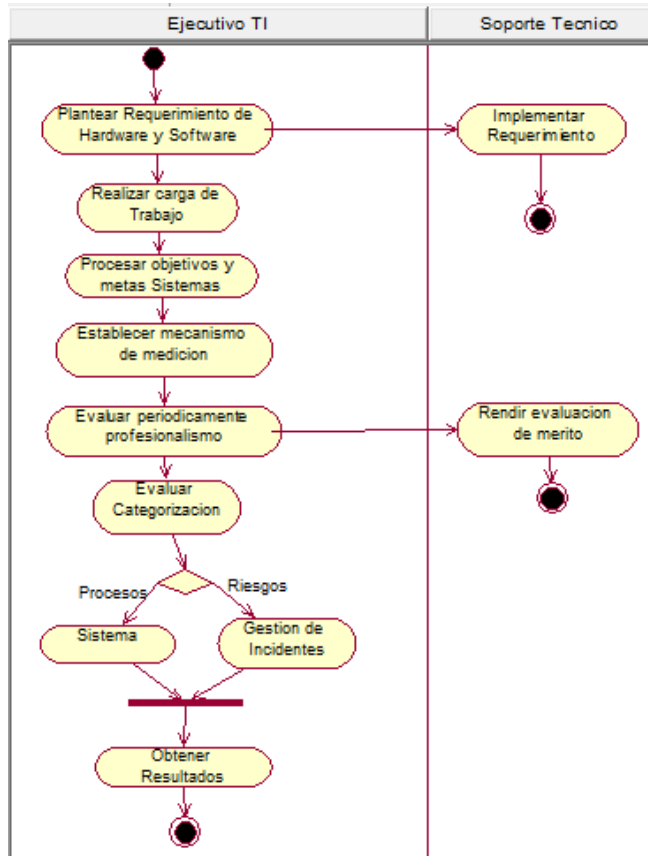 Ejecutivo TI
Soporte Tecnico
Plantear Requerimiento de
Hardware y Software
Implementar
Requerimiento
Realizar carga de
Trabajo
Procesar objetivos y
metas Sistemas
Establecer mecanismo
de medicion
Evaluar periodicamente
profesionalismo
Rendir evaluacion
de merito
Evaluar
Categorizacion
Procesos
Riesgos
Sistema
Gestion de
Incidentes
Obtener
Resultados